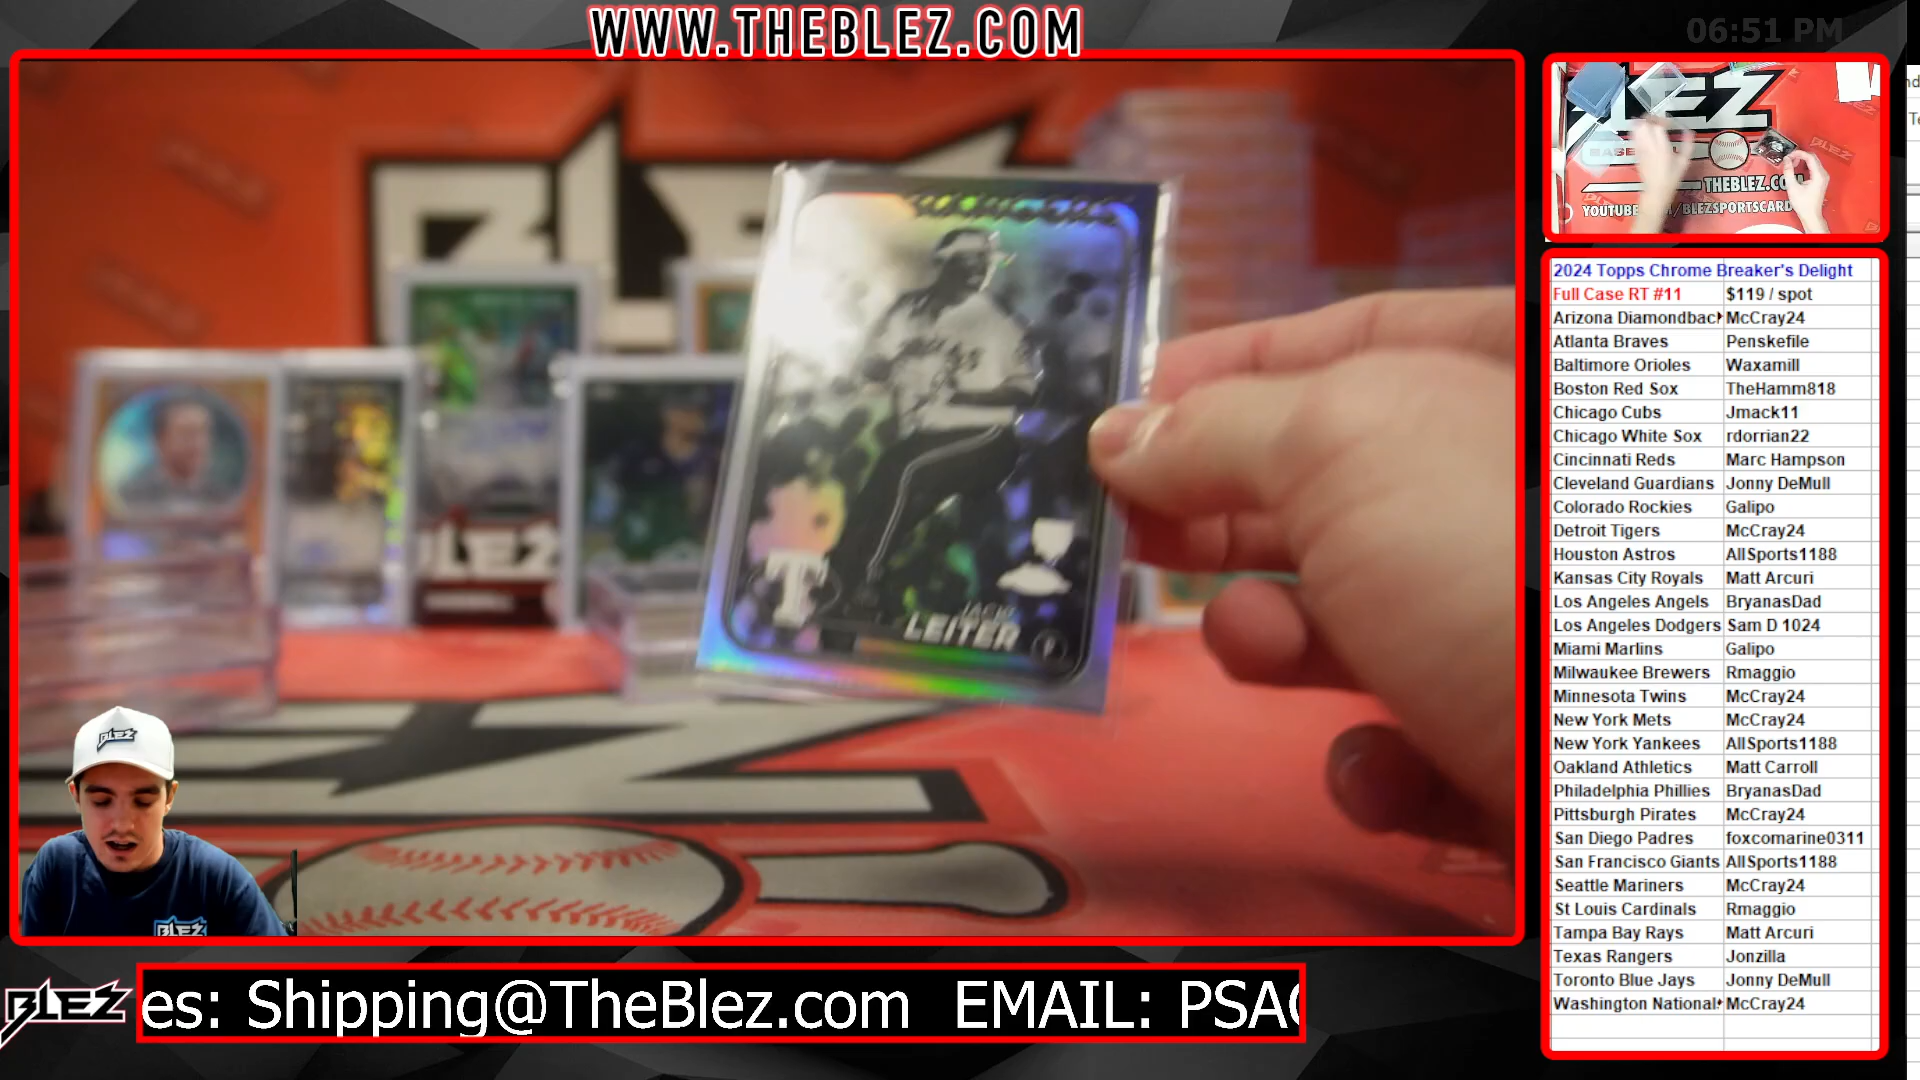 WWW.THEBLEZ.COM
06:51 PM
BLEZ
JACK
LEITER
P
T
BLEZ
BLEZ
BLEZ
BLEZ
es: Shipping@TheBlez.com EMAIL: PSA
THEBLEZ.CO
YOUTUBE
/BLEZSPORTSCARD
2024 Topps Chrome Breaker's Delight
Full Case RT #11 $119 / spot
Arizona Diamondbac McCray24
Atlanta Braves Penskefile
Baltimore Orioles Waxamill
Boston Red Sox TheHamm818
Chicago Cubs Jmack11
Chicago White Sox rdorrian22
Cincinnati Reds Marc Hampson
Cleveland Guardians Jonny DeMull
Colorado Rockies Galipo
Detroit Tigers McCray24
Houston Astros AllSports1188
Kansas City Royals Matt Arcuri
Los Angeles Angels BryanasDad
Los Angeles Dodgers Sam D 1024
Miami Marlins Galipo
Milwaukee Brewers Rmaggio
Minnesota Twins McCray24
New York Mets McCray24
New York Yankees AllSports1188
Oakland Athletics Matt Carroll
Philadelphia Phillies BryanasDad
Pittsburgh Pirates McCray24
San Diego Padres foxcomarine0311
San Francisco Giants AllSports1188
Seattle Mariners McCray24
St Louis Cardinals Rmaggio
Tampa Bay Rays Matt Arcuri
Texas Rangers Jonzilla
Toronto Blue Jays Jonny DeMull
Washington National McCray24